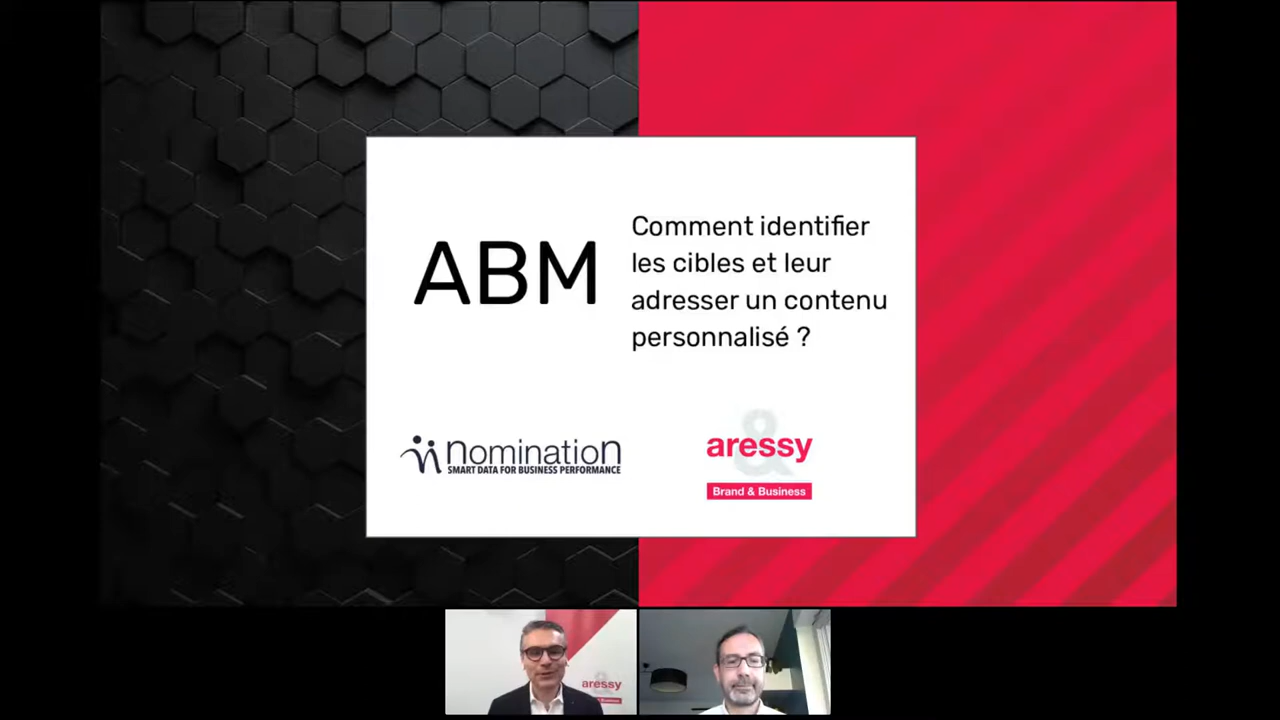 ABM
Comment identifier
les cibles et leur
adresser un contenu
personnalisé ?
nomination
SMART DATA FOR BUSINESS PERFORMANCE
&
aressy
Brand & Business
aressy